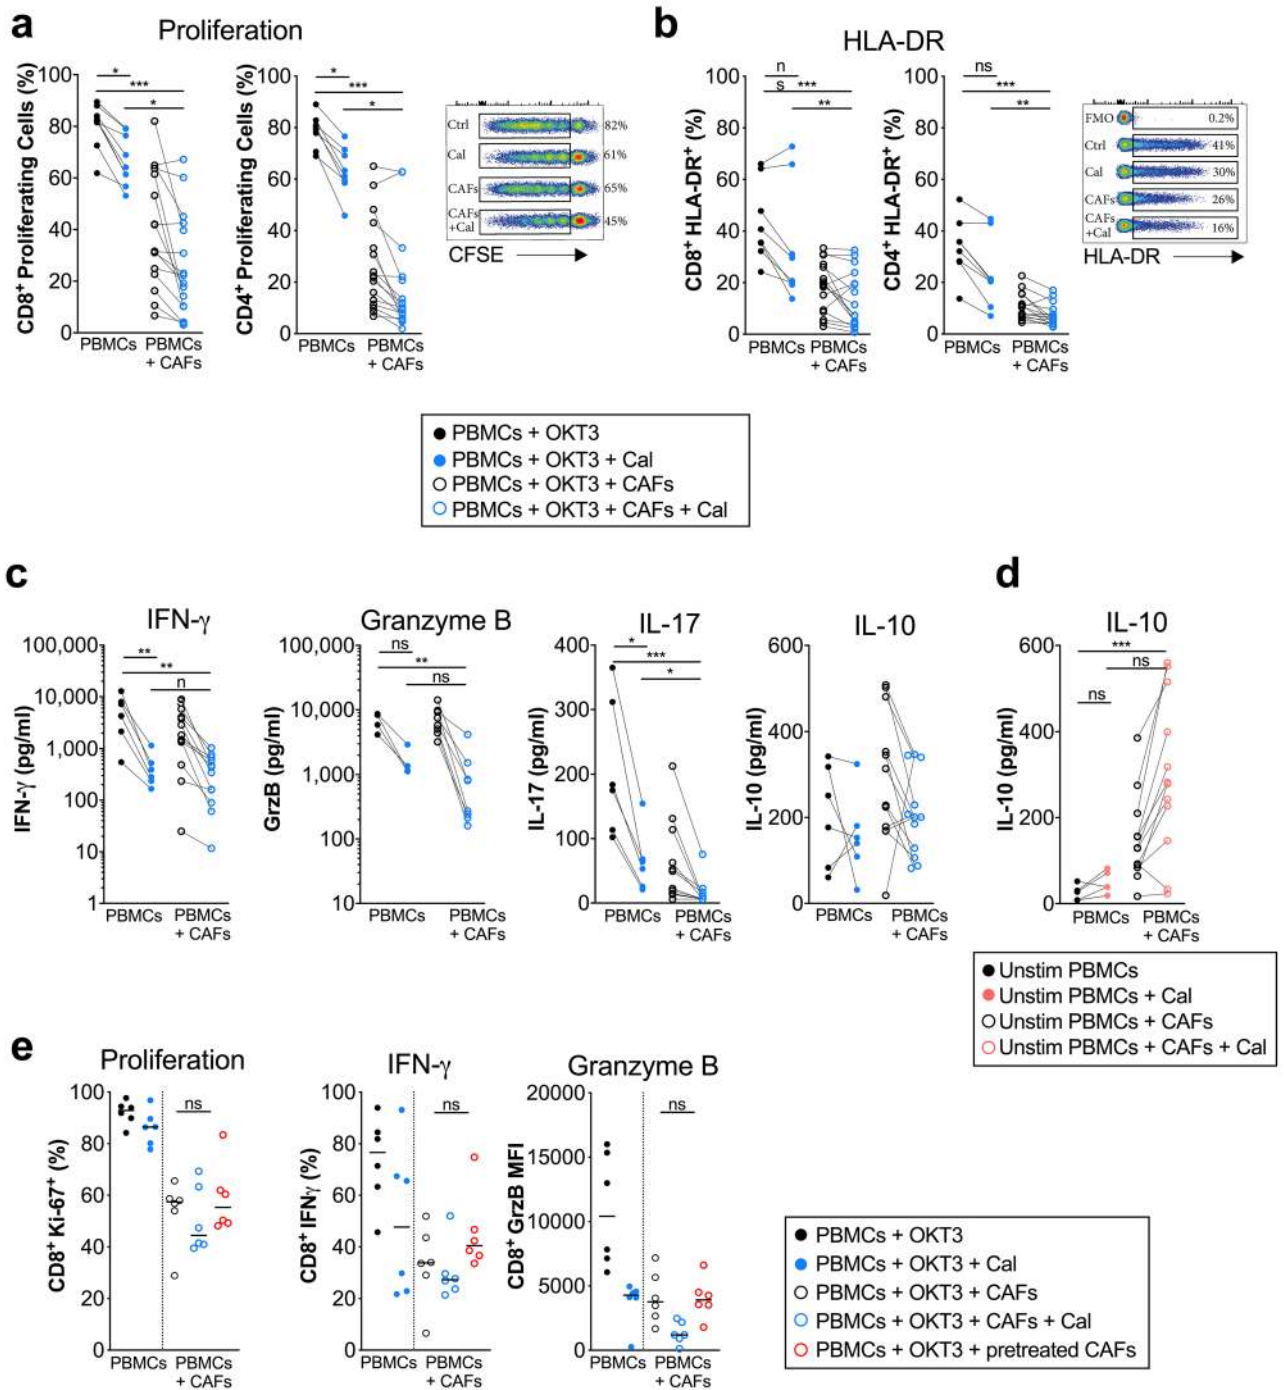 a
Proliferation
CD8+ Proliferating Cells (%)
100
80
60
40
20
0
*
***
*
PBMCs
PBMCs
+ CAFs
CD4+ Proliferating Cells (%)
100
80
60
40
20
0
*
***
*
PBMCs
PBMCs
+ CAFs
Ctrl
82%
Cal
61%
CAFs
65%
CAFs
+Cal
45%
CFSE
b
HLA-DR
CD8+ HLA-DR+ (%)
100
80
60
40
20
0
n
s
***
**
PBMCs
PBMCs
+ CAFs
CD4+ HLA-DR+ (%)
100
80
60
40
20
0
ns
***
**
PBMCs
PBMCs
+ CAFs
FMO
0.2%
Ctrl
41%
Cal
30%
CAFs
26%
CAFs
+Cal
16%
HLA-DR
PBMCs + OKT3
PBMCs + OKT3 + Cal
PBMCs + OKT3 + CAFs
PBMCs + OKT3 + CAFs + Cal
c
IFN-γ
IFN-γ (pg/ml)
100,000
10,000
1,000
100
10
1
**
**
n
PBMCs
PBMCs
+ CAFs
Granzyme B
GrzB (pg/ml)
100,000
10,000
1,000
100
10
ns
**
ns
PBMCs
PBMCs
+ CAFs
IL-17
IL-17 (pg/ml)
400
300
200
100
0
*
***
*
PBMCs
PBMCs
+ CAFs
IL-10
IL-10 (pg/ml)
600
400
200
0
PBMCs
PBMCs
+ CAFs
d
IL-10
IL-10 (pg/ml)
600
400
200
0
***
ns
ns
PBMCs
PBMCs
+ CAFs
Unstim PBMCs
Unstim PBMCs + Cal
Unstim PBMCs + CAFs
Unstim PBMCs + CAFs + Cal
e
Proliferation
CD8+ Ki-67+ (%)
100
80
60
40
20
0
ns
PBMCs
PBMCs
+ CAFs
IFN-γ
CD8+ IFNγ (%)
100
80
60
40
20
0
ns
PBMCs
PBMCs
+ CAFs
Granzyme B
CD8+ GrzB MFI
20000
15000
10000
5000
0
ns
PBMCs
PBMCs
+ CAFs
PBMCs + OKT3
PBMCs + OKT3 + Cal
PBMCs + OKT3 + CAFs
PBMCs + OKT3 + CAFs + Cal
PBMCs + OKT3 + pretreated CAFs